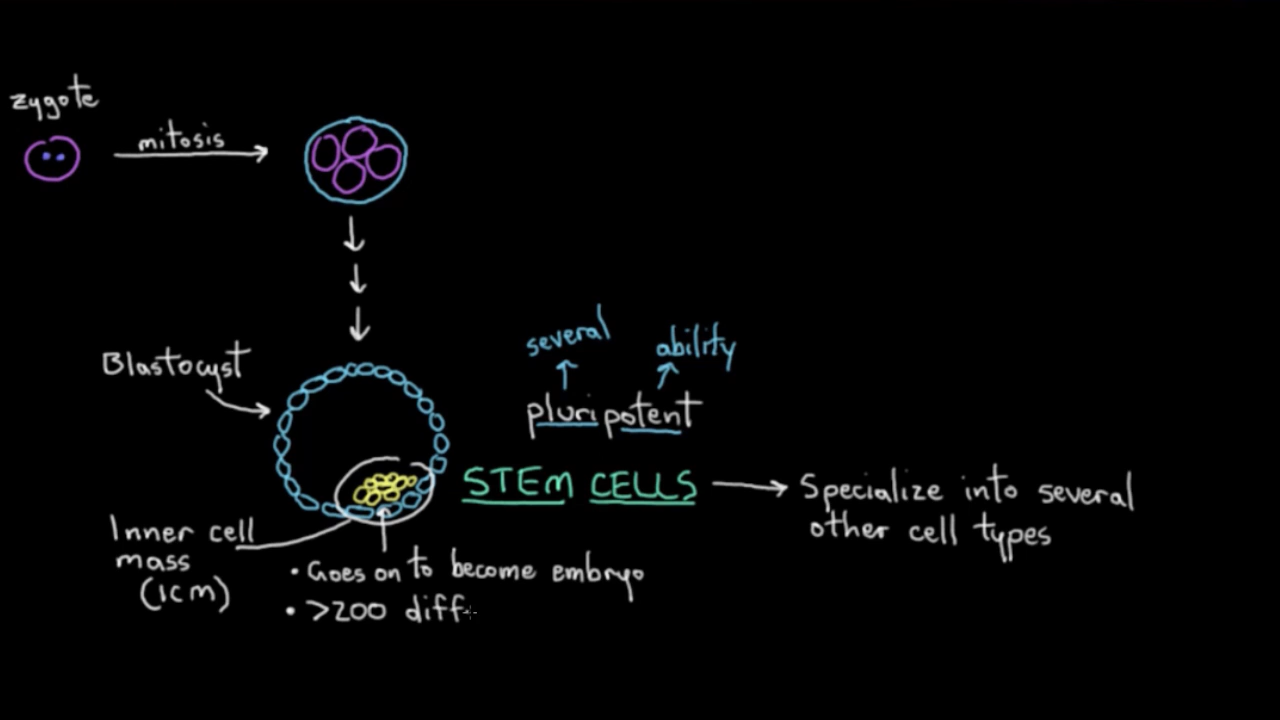 zygote
mitosis
Blastocyst
several
ability
pluripotent
STEM CELLS
Specialize into several
other cell types
Inner cell
mass
(ICM)
• Goes on to become embryo
• >200 diff